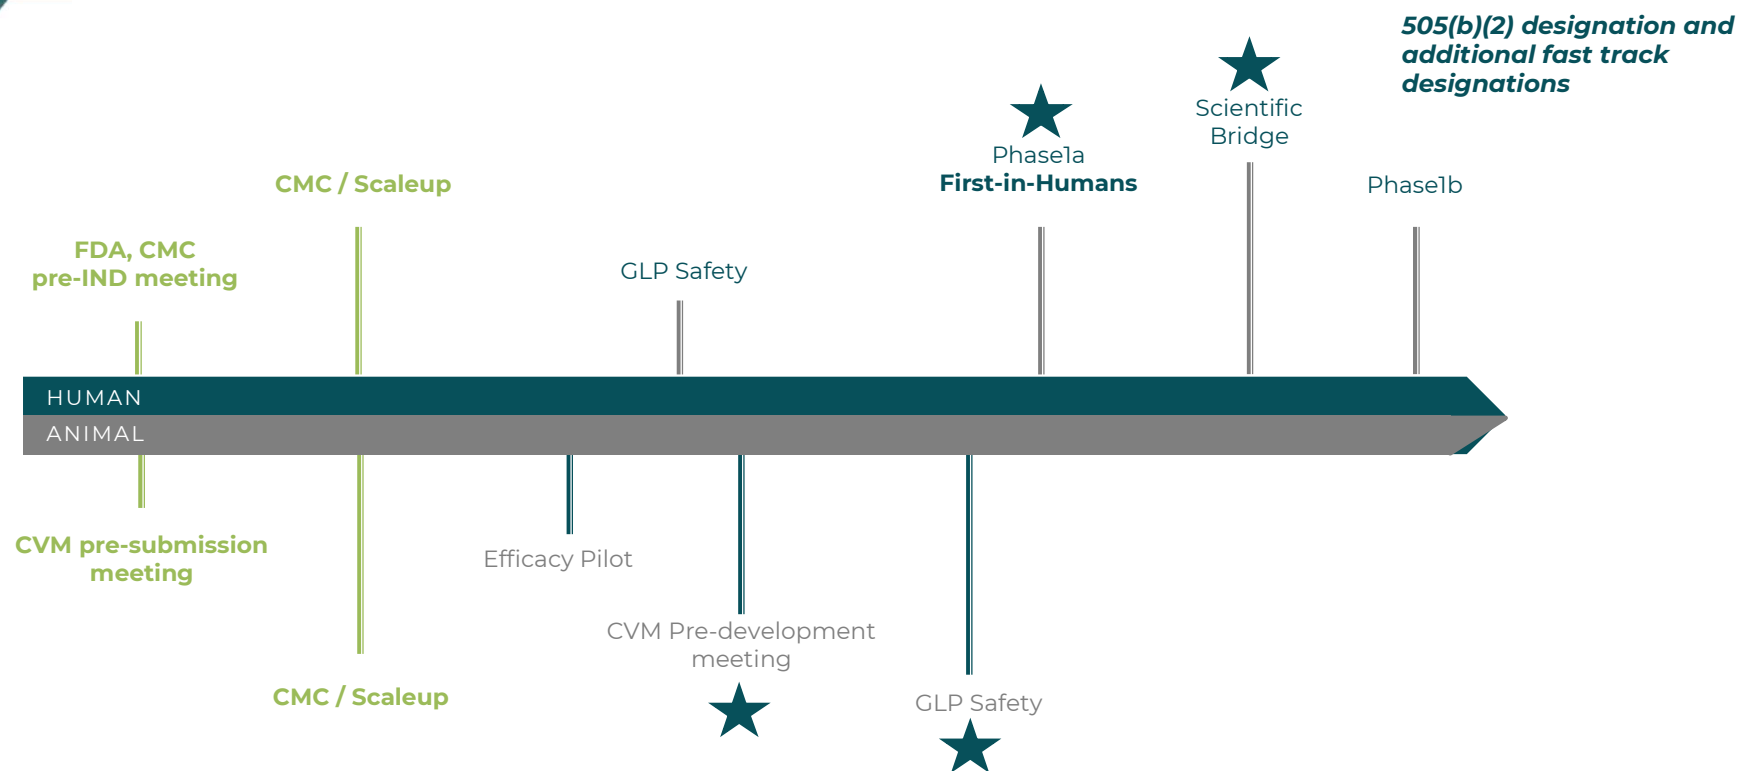 505(b)(2) designation and
additional fast track
designations
Scientific
Bridge
Phase1a
First-in-Humans
Phase1b
CMC / Scaleup
FDA, CMC
pre-IND meeting
GLP Safety
HUMAN
ANIMAL
CVM pre-submission
meeting
Efficacy Pilot
CVM Pre-development
meeting
CMC / Scaleup
GLP Safety